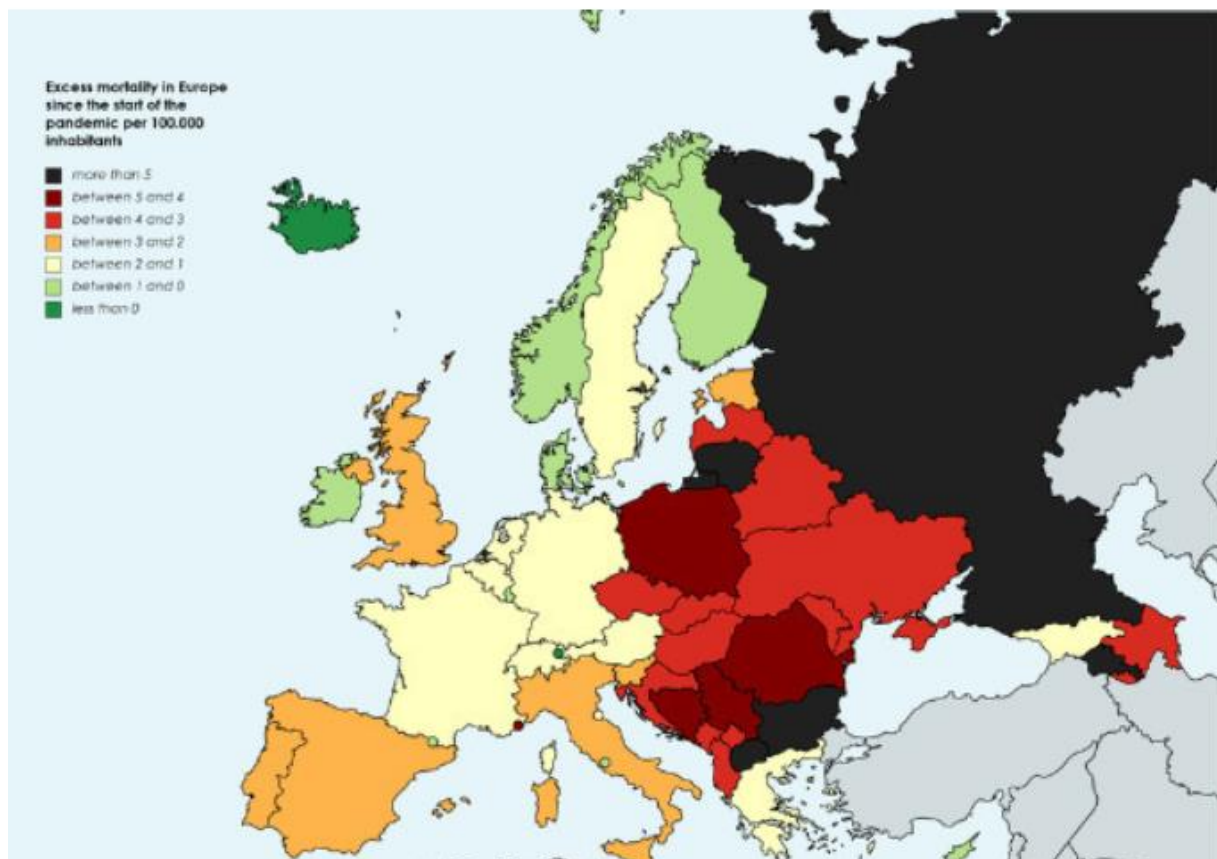 Excess mortality in Europe
since the start of the
pandemic per 100.000
inhabitants
more than 5
between 5 and 4
between 4 and 3
between 3 and 2
between 2 and 1
between 1 and 0
less than 0